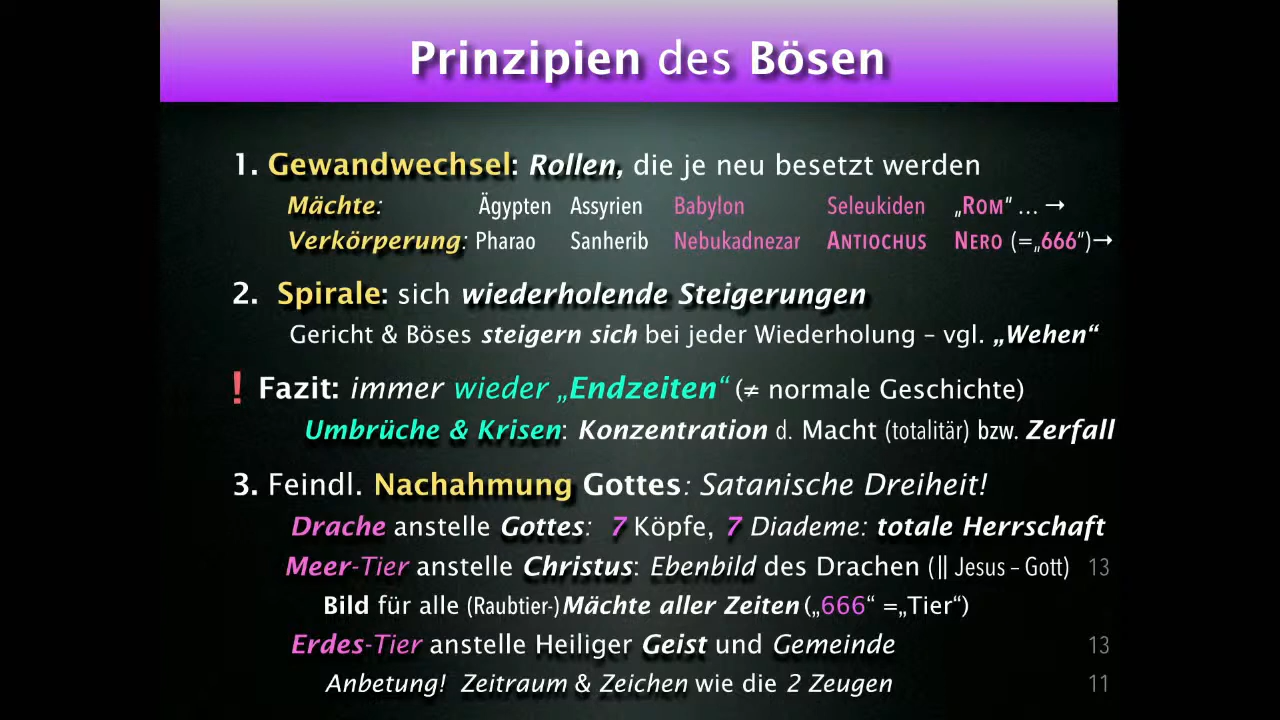 Prinzipien des Bösen
1. Gewandwechsel: Rollen, die je neu besetzt werden
Mächte: Ägypten Assyrien Babylon Seleukiden „ROM“ … →
Verkörperung: Pharao Sanherib Nebukadnezar ANTIOCHUS NERO (=„666“)→
2. Spirale: sich wiederholende Steigerungen
Gericht & Böses steigern sich bei jeder Wiederholung – vgl. „Wehen“
! Fazit: immer wieder „Endzeiten“ (≠ normale Geschichte)
Umbrüche & Krisen: Konzentration d. Macht (totalitär) bzw. Zerfall
3. Feindl. Nachahmung Gottes: Satanische Dreiheit!
Drache anstelle Gottes: 7 Köpfe, 7 Diademe: totale Herrschaft
Meer-Tier anstelle Christus: Ebenbild des Drachen (|| Jesus – Gott) 13
Bild für alle (Raubtier-)Mächte aller Zeiten („666“ =„Tier“)
Erdes-Tier anstelle Heiliger Geist und Gemeinde 13
Anbetung! Zeitraum & Zeichen wie die 2 Zeugen 11